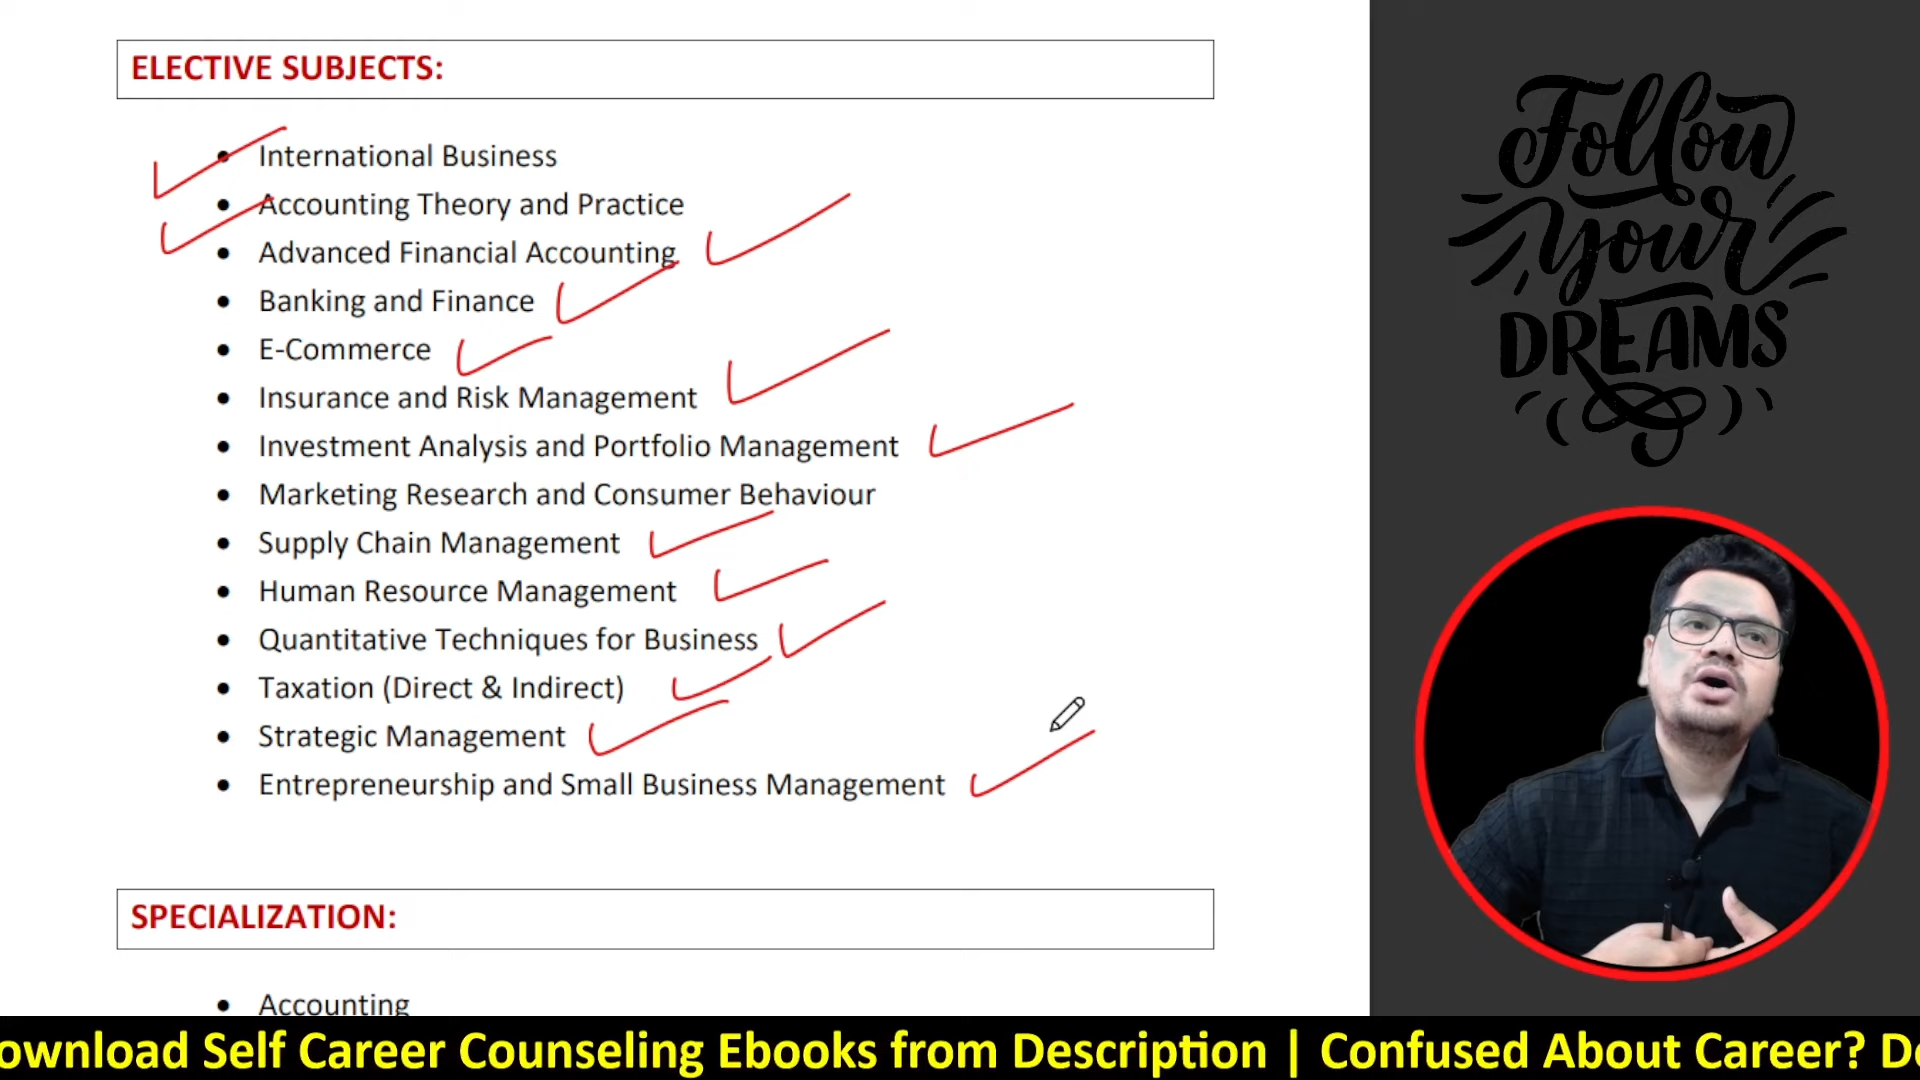 ELECTIVE SUBJECTS:
• International Business
• Accounting Theory and Practice
• Advanced Financial Accounting
• Banking and Finance
• E-Commerce
• Insurance and Risk Management
• Investment Analysis and Portfolio Management
• Marketing Research and Consumer Behaviour
• Supply Chain Management
• Human Resource Management
• Quantitative Techniques for Business
• Taxation (Direct & Indirect)
• Strategic Management
• Entrepreneurship and Small Business Management
SPECIALIZATION:
• Accounting
Follow
your
DREAMS
ownload Self Career Counseling Ebooks from Description | Confused About Career? Do